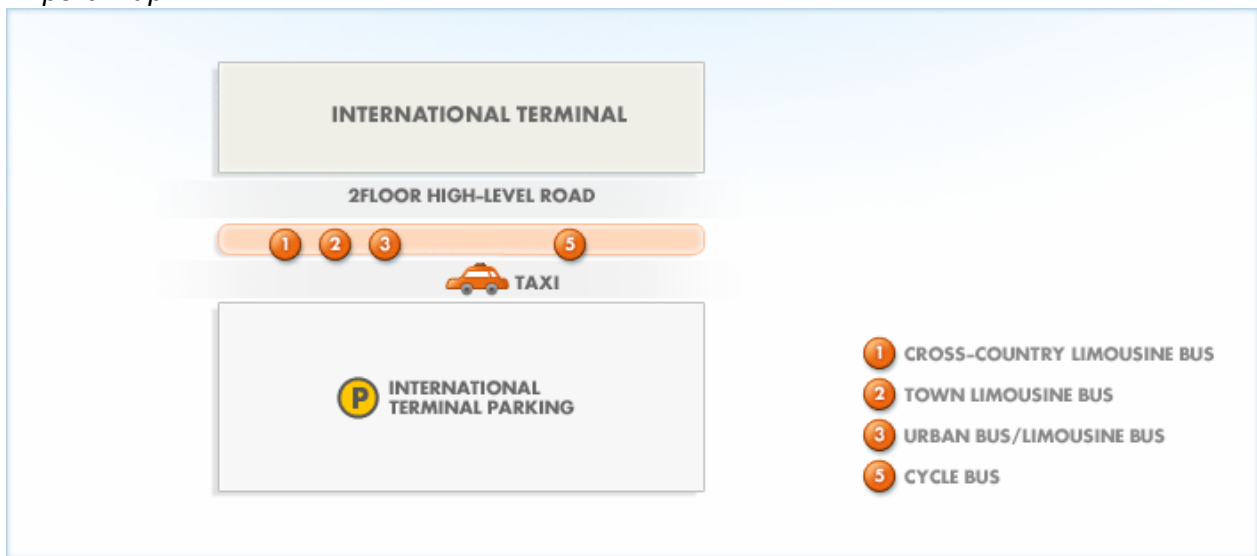 INTERNATIONAL TERMINAL
2FLOOR HIGH-LEVEL ROAD
1 2 3 5
TAXI
P INTERNATIONAL
TERMINAL PARKING
1 CROSS-COUNTRY LIMOUSINE BUS
2 TOWN LIMOUSINE BUS
3 URBAN BUS/LIMOUSINE BUS
5 CYCLE BUS